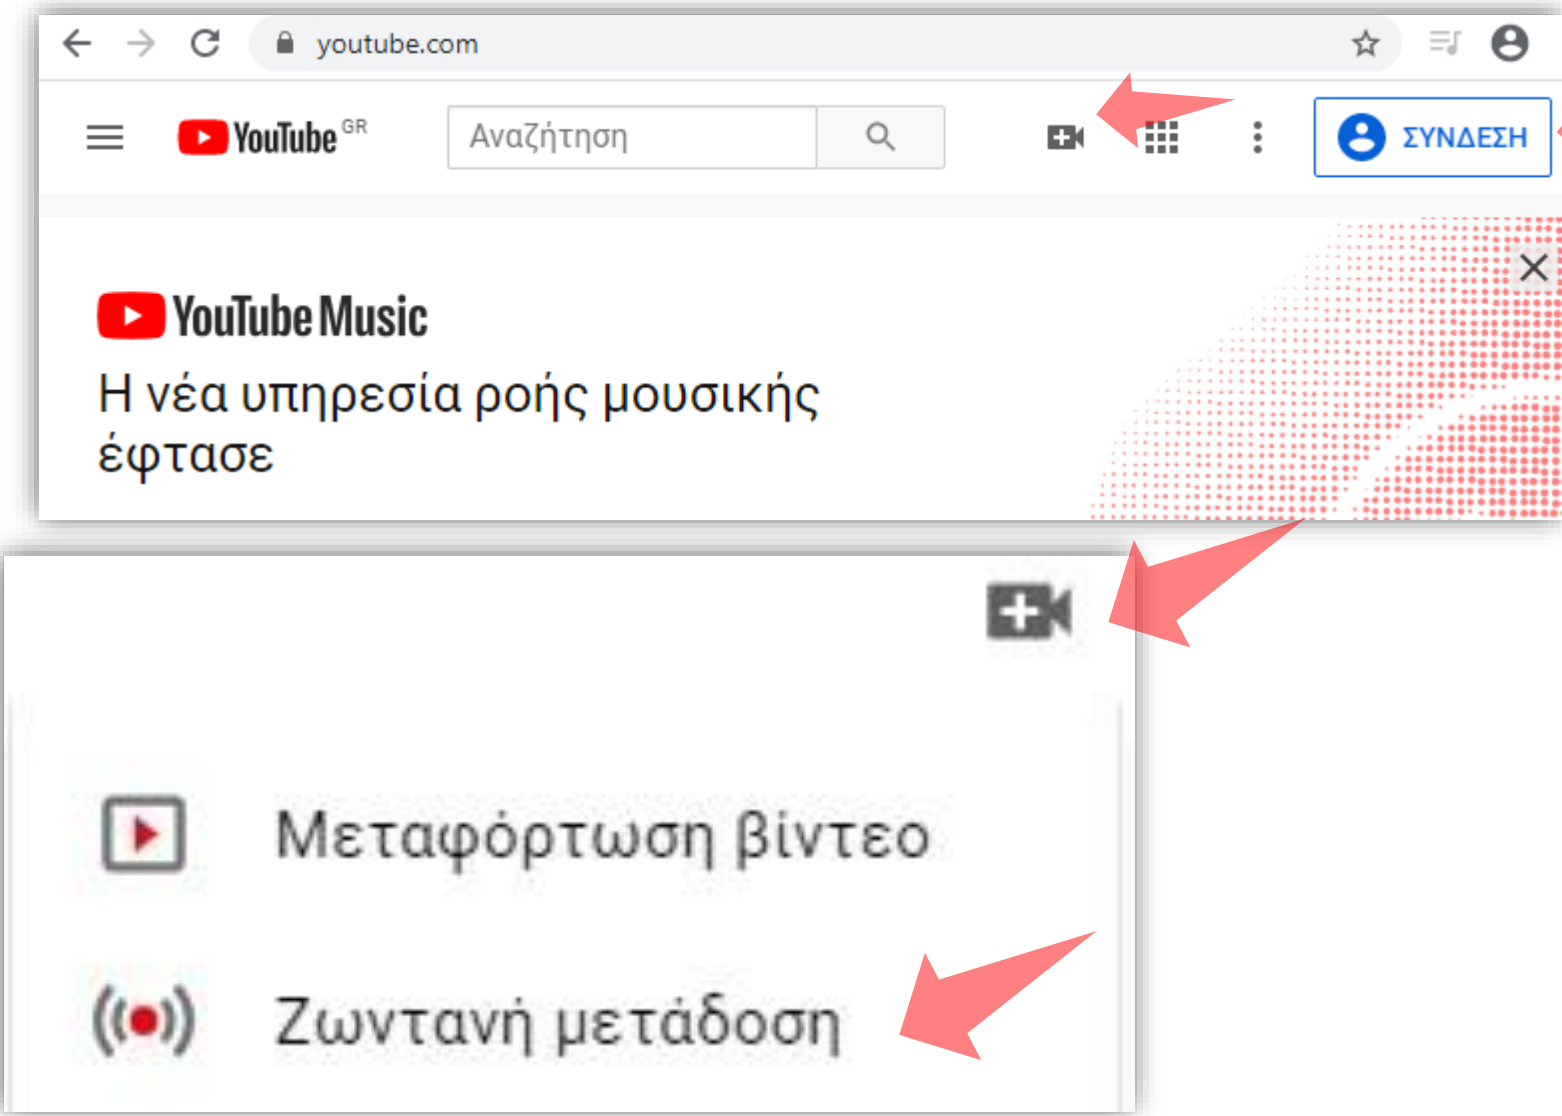 youtube.com
YouTube GR
Αναζήτηση
ΣΥΝΔΕΣΗ
YouTube Music
Η νέα υπηρεσία ροής μουσικής
έφτασε
Μεταφόρτωση βίντεο
Ζωντανή μετάδοση